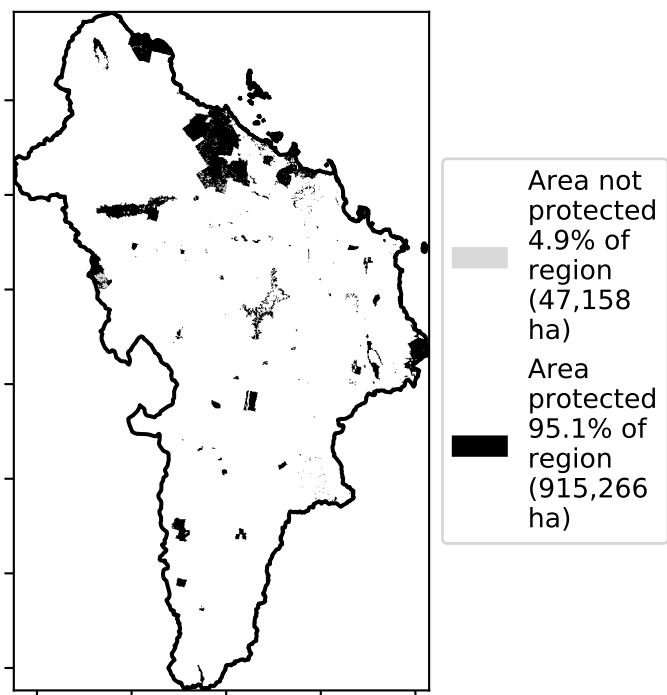 Area not
protected
4.9% of
region
(47,158
ha)
Area
protected
95.1% of
region
(915,266
ha)